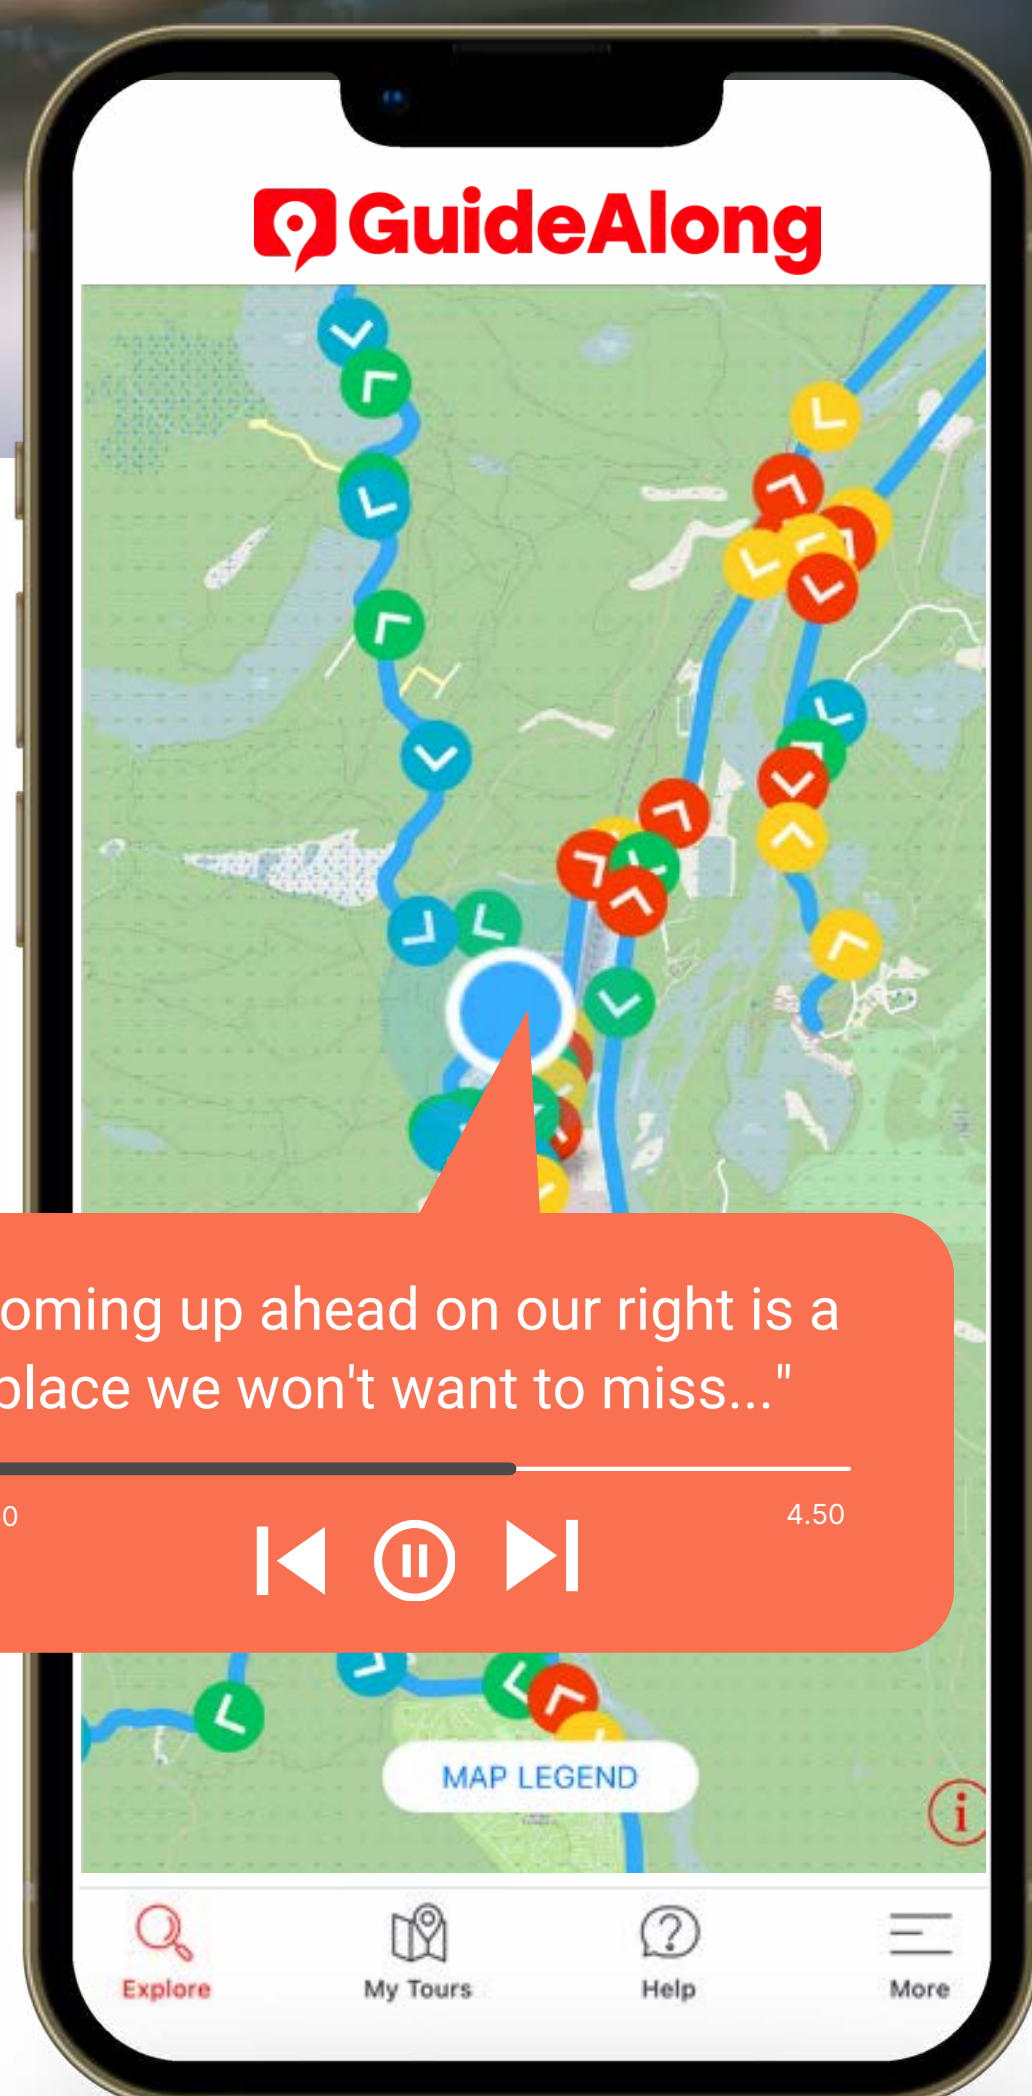 GuideAlong
oming up ahead on our right is a
place we won't want to miss..."
0
4.50
MAP LEGEND
i
Explore
My Tours
Help
More